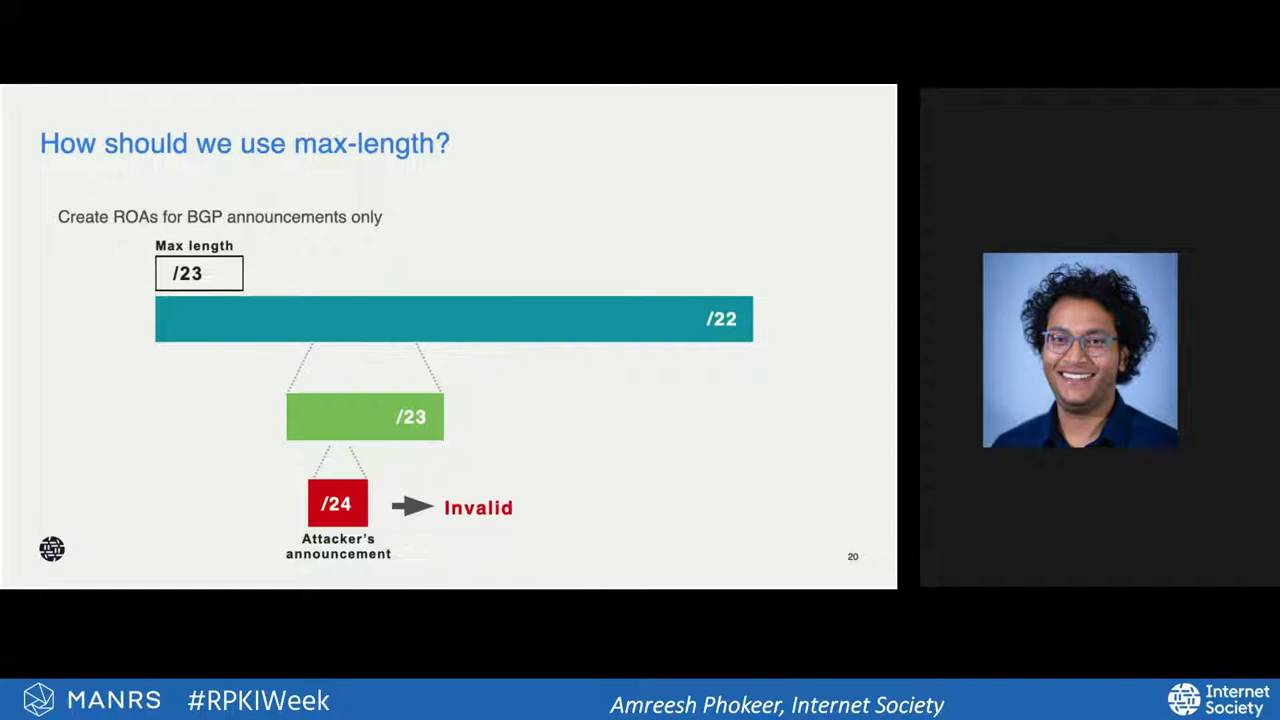 How should we use max-length?
Create ROAs for BGP announcements only
Max length
/23
/22
/23
/24
Invalid
Attacker's
announcement
20
MANRS #RPKIWeek
Amreesh Phokeer, Internet Society
Internet
Society